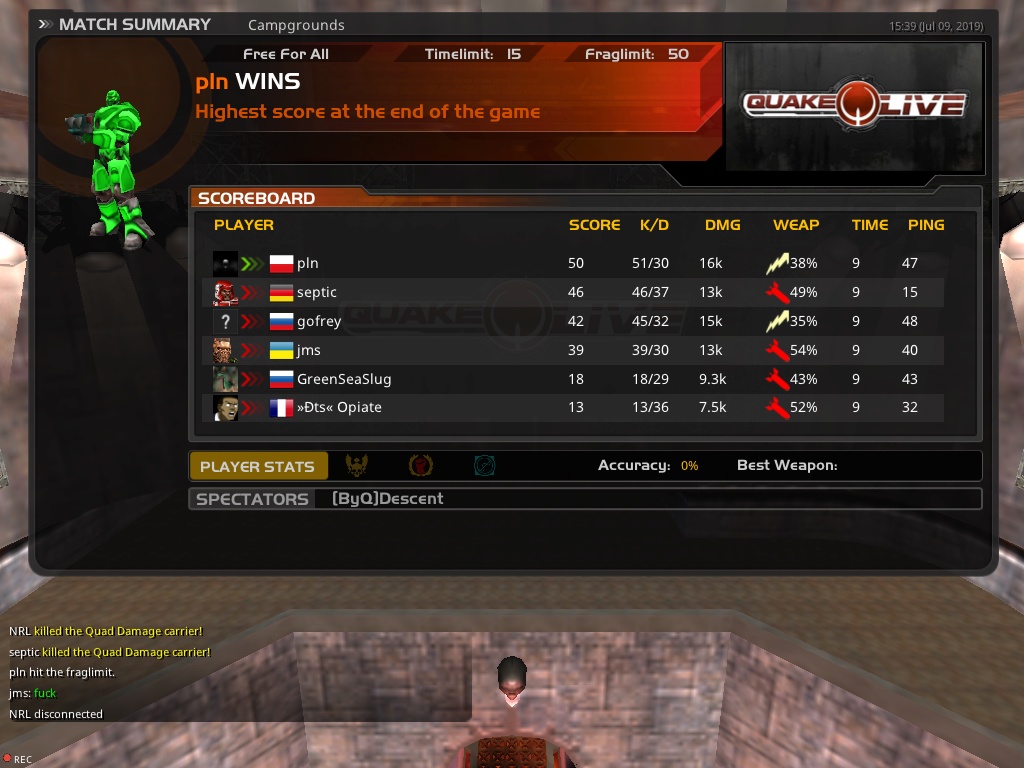 MATCH SUMMARY Campgrounds 15:39 (Jul 09, 2019)
Free For All Timelimit: 15 Fraglimit: 50
pln WINS
Highest score at the end of the game
QUAKE LIVE
SCOREBOARD
PLAYER SCORE K/D DMG WEAP TIME PING
pln 50 51/30 16k 38% 9 47
septic 46 46/37 13k 49% 9 15
? gofrey 42 45/32 15k 35% 9 48
jms 39 39/30 13k 54% 9 40
GreenSeaSlug 18 18/29 9.3k 43% 9 43
»Ðts« Opiate 13 13/36 7.5k 52% 9 32
QUAKE LIVE
PLAYER STATS Accuracy: 0% Best Weapon:
SPECTATORS [ByQ]Descent
NRL killed the Quad Damage carrier!
septic killed the Quad Damage carrier!
pln hit the fraglimit.
jms: fuck
NRL disconnected
REC